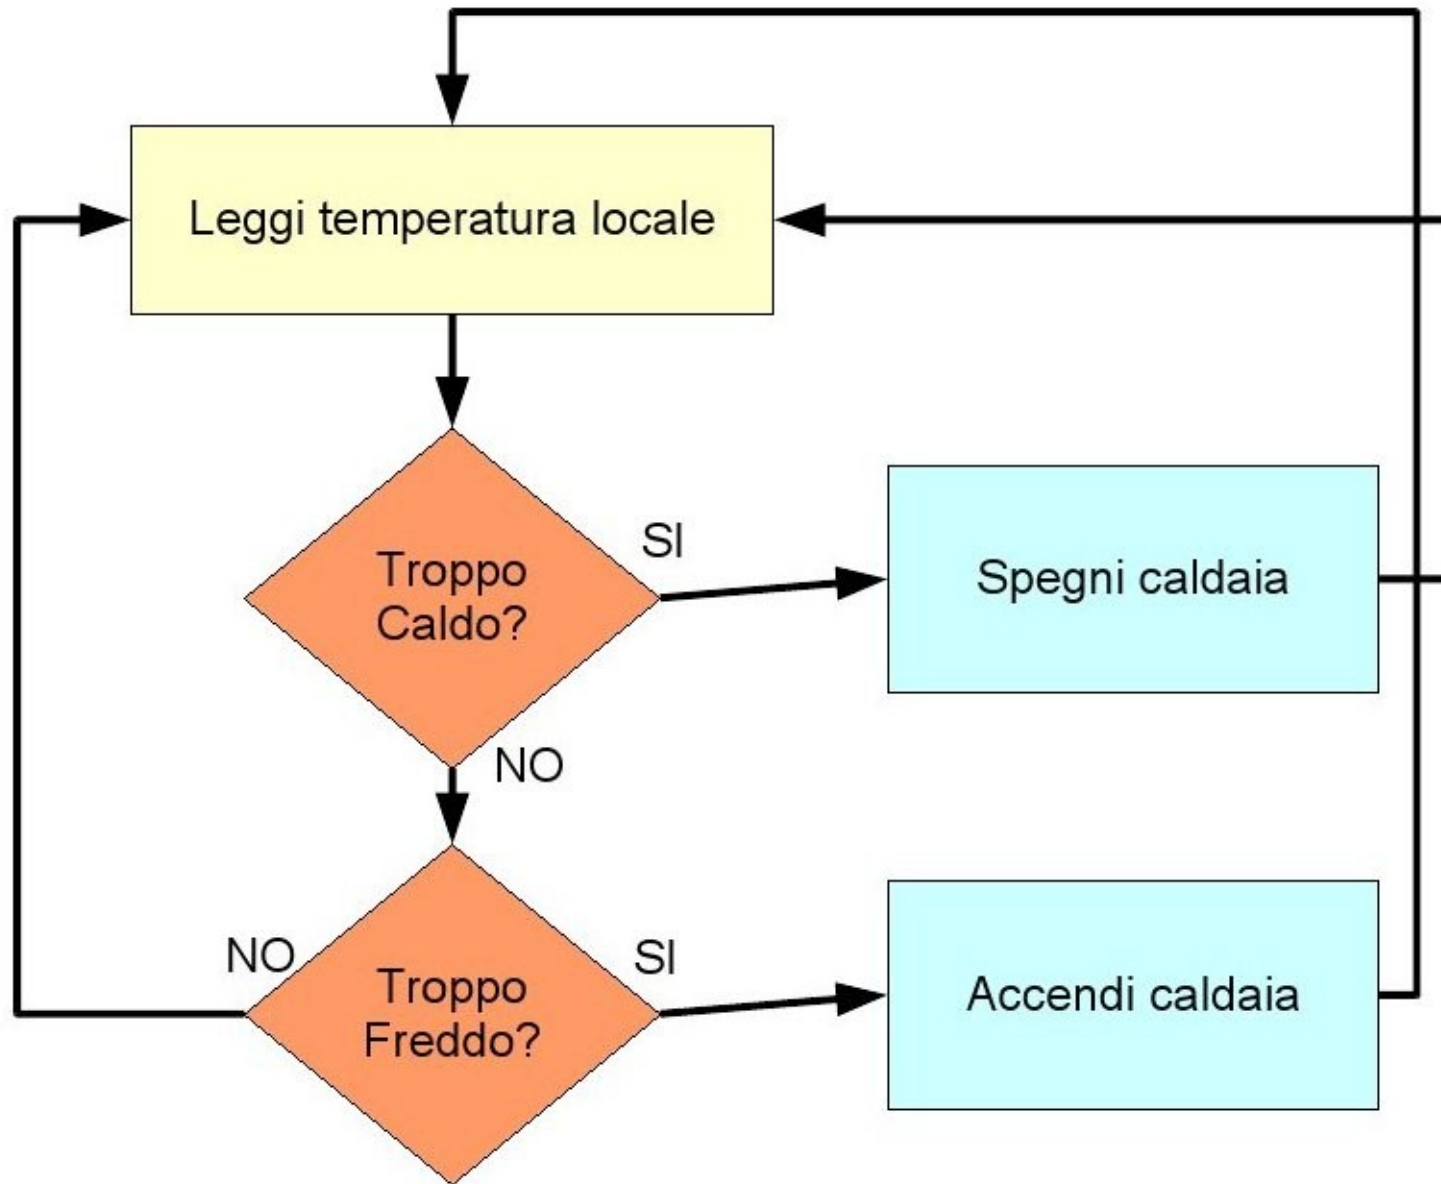 Leggi temperatura locale
Troppo
Caldo?
SI
Spegni caldaia
NO
Troppo
Freddo?
NO
SI
Accendi caldaia